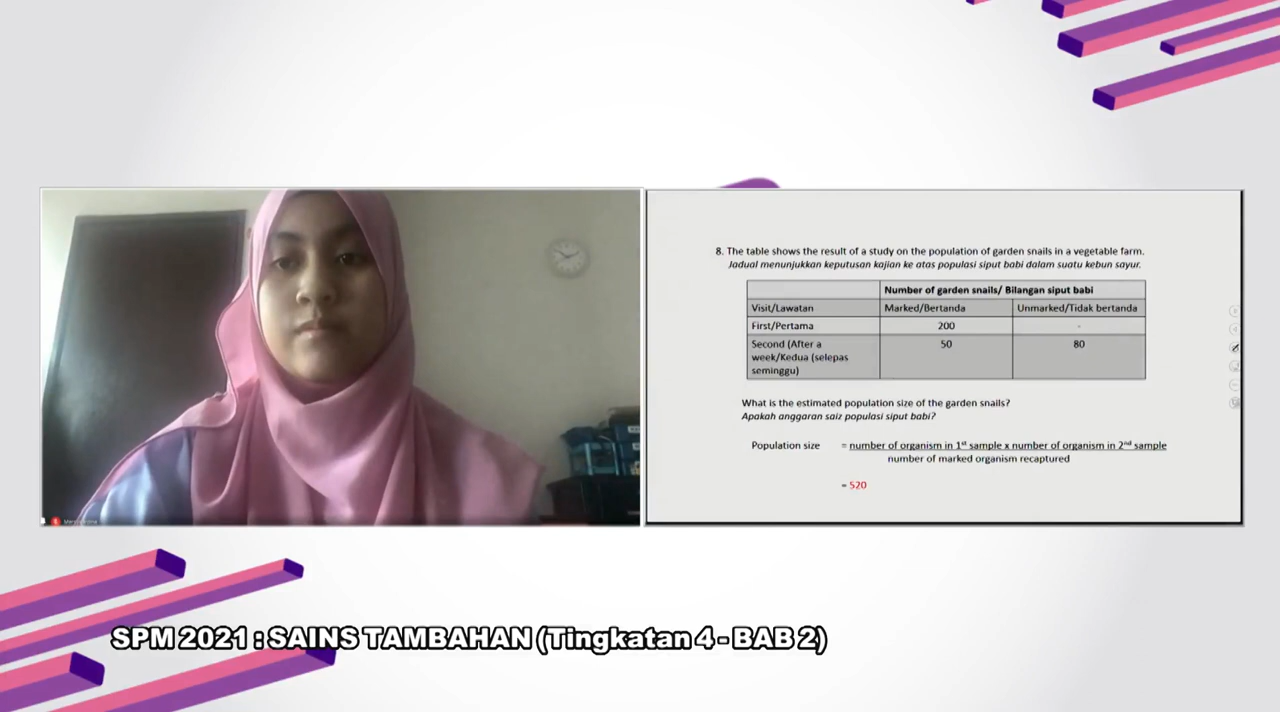 8. The table shows the result of a study on the population of garden snails in a vegetable farm.
Jadual menunjukkan keputusan kajian ke atas populasi siput babi dalam suatu kebun sayur.
Number of garden snails/ Bilangan siput babi
Visit/Lawatan Marked/Bertanda Unmarked/Tidak bertanda
First/Pertama 200 -
Second (After a 50 80
week/Kedua (selepas
seminggu)
What is the estimated population size of the garden snails?
Apakah anggaran saiz populasi siput babi?
Population size = number of organism in 1st sample x number of organism in 2nd sample
number of marked organism recaptured
= 520
SPM 2021 : SAINS TAMBAHAN (Tingkatan 4 - BAB 2)